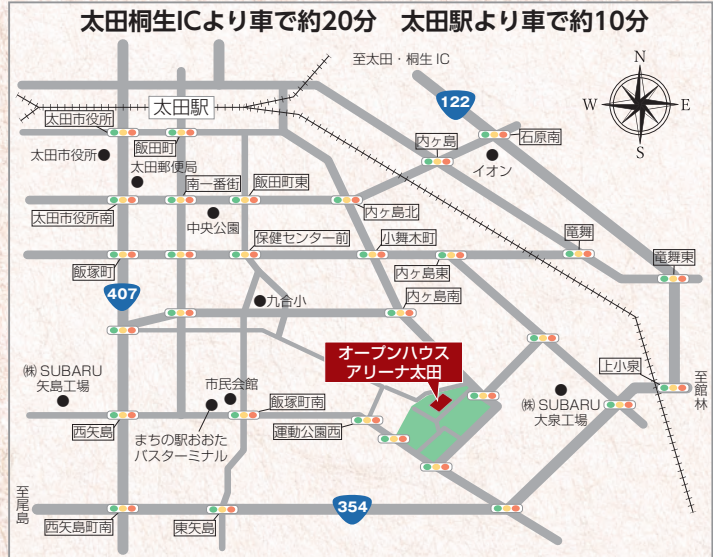 太田桐生ICより車で約20分　太田駅より車で約10分
至太田・桐生 IC
N
W
E
S
122
太田駅
太田市役所
飯田町
内ヶ島
石原南
太田市役所
太田郵便局
イオン
南一番街
飯田町東
太田市役所南
中央公園
内ヶ島北
保健センター前
小舞木町
竜舞
飯塚町
内ヶ島東
竜舞東
407
九合小
内ヶ島南
オープンハウス
アリーナ太田
㈱ SUBARU
矢島工場
市民会館
上小泉
至館林
飯塚町南
㈱ SUBARU
大泉工場
西矢島
まちの駅おおた
バスターミナル
運動公園西
至尾島
354
西矢島町南
東矢島